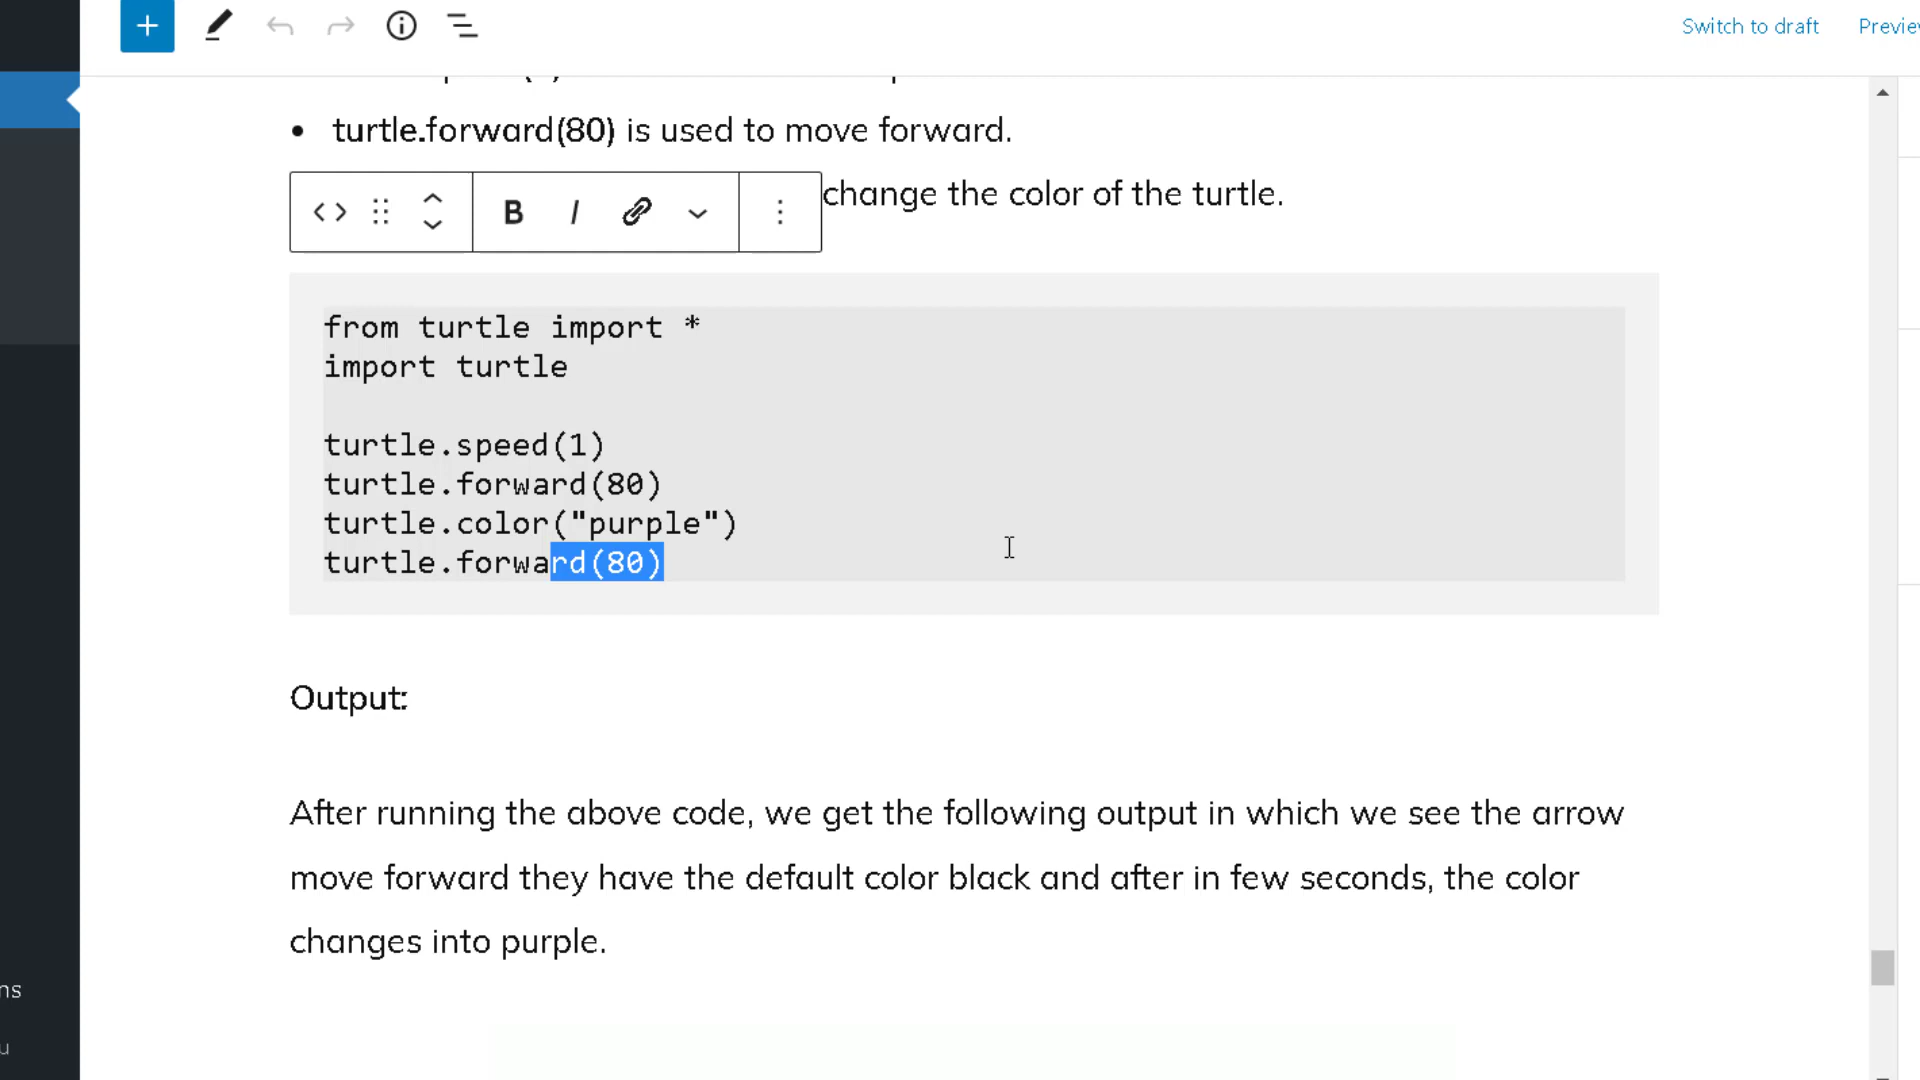 Switch to draft
turtle.forward(80) is used to move forward.
change the color of the turtle.
B I
from turtle import *
import turtle
turtle.speed(1)
turtle.forward(80)
turtle.color("purple")
turtle.forward(80)
Output:
After running the above code, we get the following output in which we see the arrow
move forward they have the default color black and after in few seconds, the color
changes into purple.
ns
u